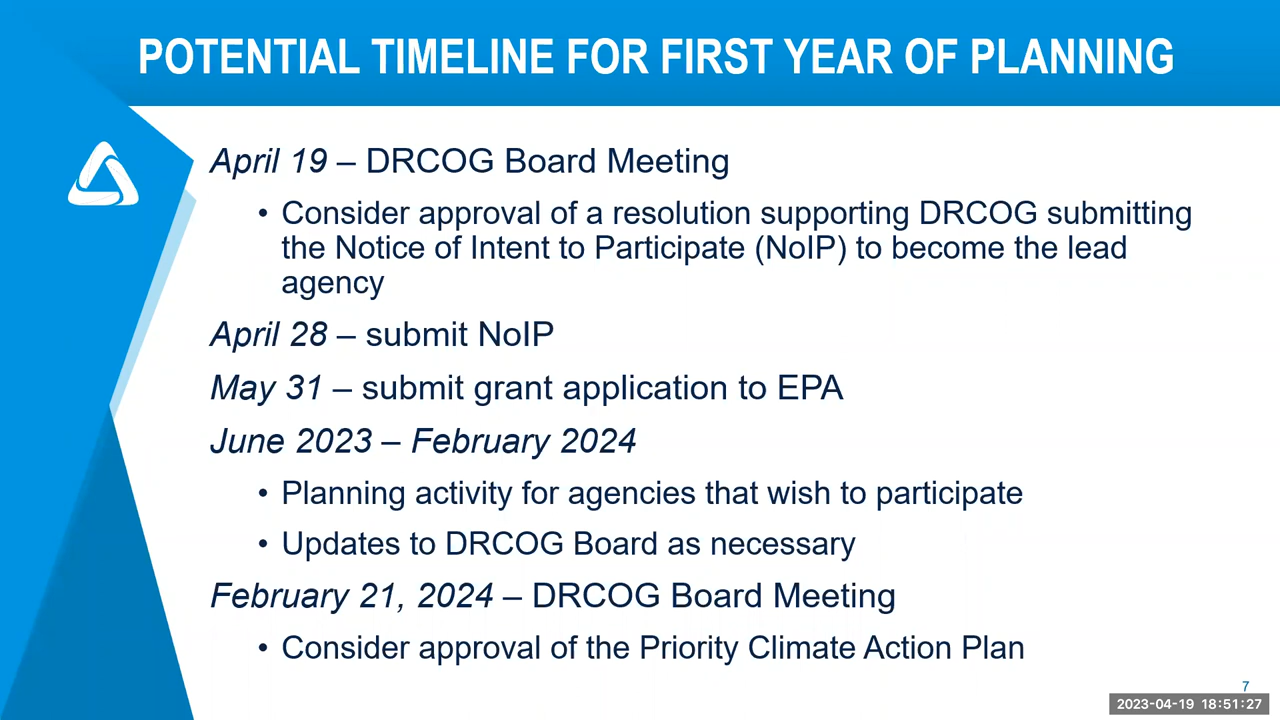 POTENTIAL TIMELINE FOR FIRST YEAR OF PLANNING
April 19 – DRCOG Board Meeting
• Consider approval of a resolution supporting DRCOG submitting
the Notice of Intent to Participate (NoIP) to become the lead
agency
April 28 – submit NoIP
May 31 – submit grant application to EPA
June 2023 – February 2024
• Planning activity for agencies that wish to participate
• Updates to DRCOG Board as necessary
February 21, 2024 – DRCOG Board Meeting
• Consider approval of the Priority Climate Action Plan
7
2023-04-19 18:51:27